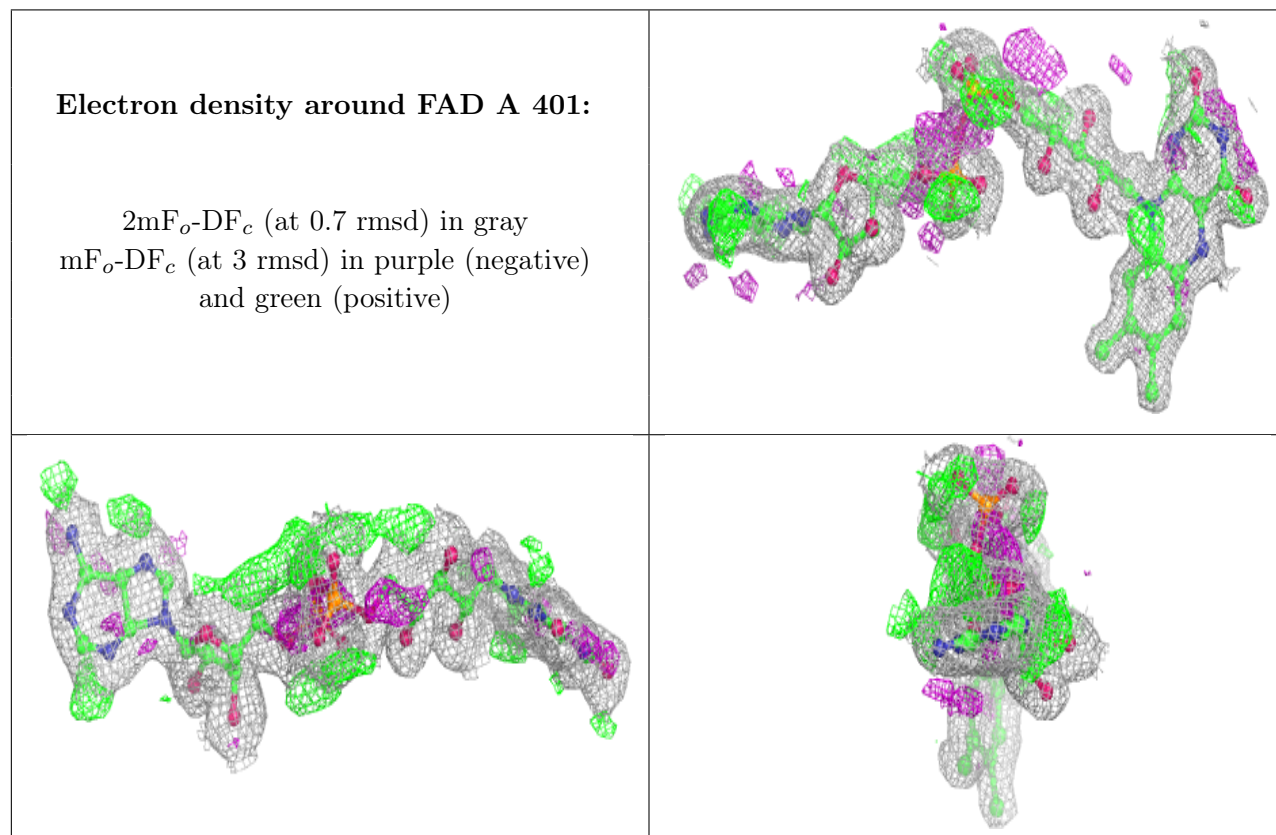 Electron density around FAD A 401:
2mFo-DFc (at 0.7 rmsd) in gray
mFo-DFc (at 3 rmsd) in purple (negative)
and green (positive)